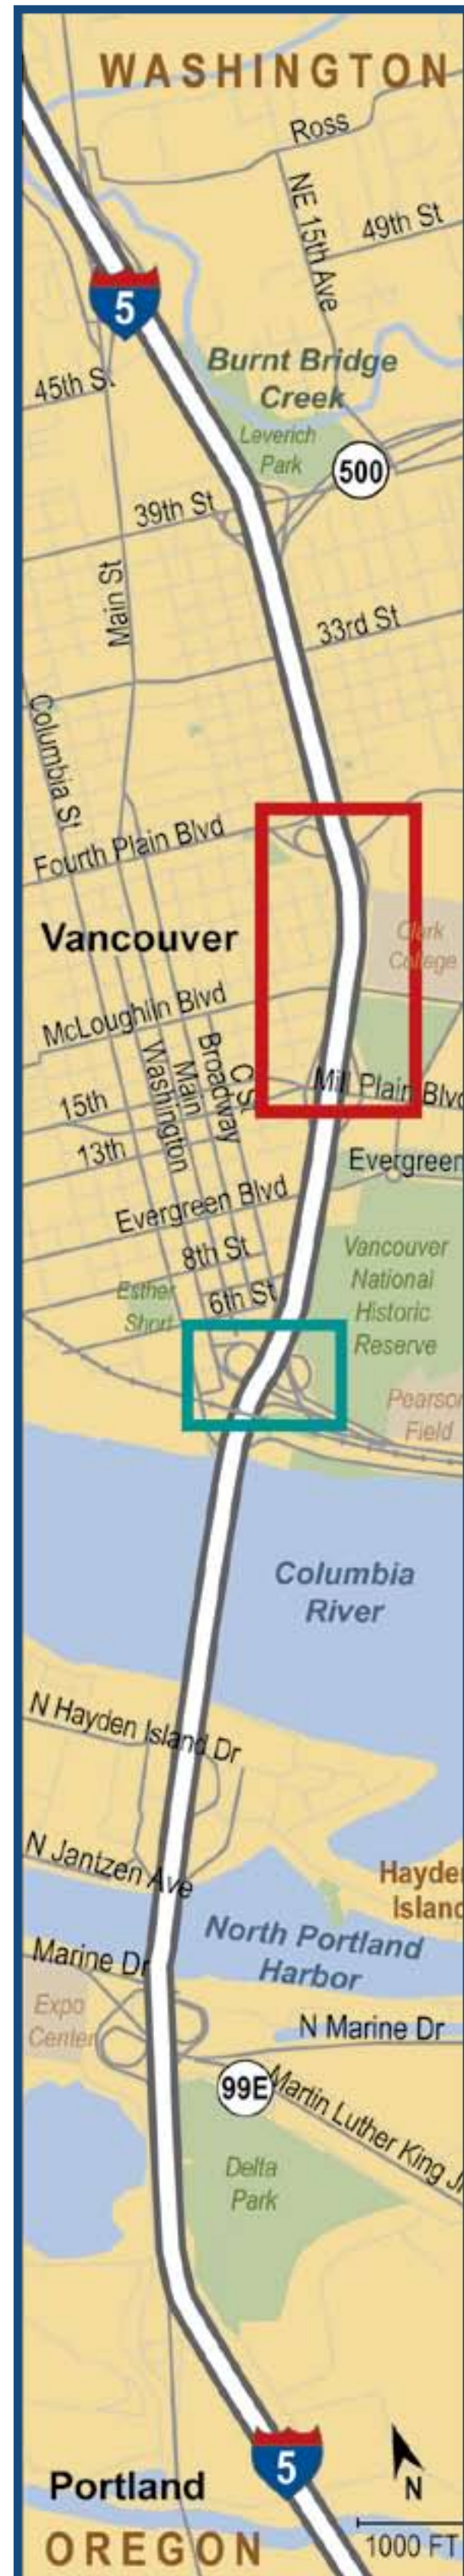 WASHINGTON
Ross
NE 15th Ave
49th St
5
Burnt Bridge
Creek
45th St
Leverich
Park
500
39th St
Main St
33rd St
Columbia St
Fourth Plain Blvd
Vancouver
Clark
College
McLoughlin Blvd
Washington
Main
Broadway
C St
Mill Plain Blvd
15th
13th
Evergreen
Evergreen Blvd
8th St
Vancouver
National
Historic
Reserve
Esther
Short
6th St
Pearson
Field
Columbia
River
N Hayden Island Dr
N Jantzen Ave
Hayden
Island
North Portland
Harbor
Marine Dr
Expo
Center
N Marine Dr
99E
Martin Luther King Jr
Delta
Park
5
N
Portland
1000 FT
OREGON